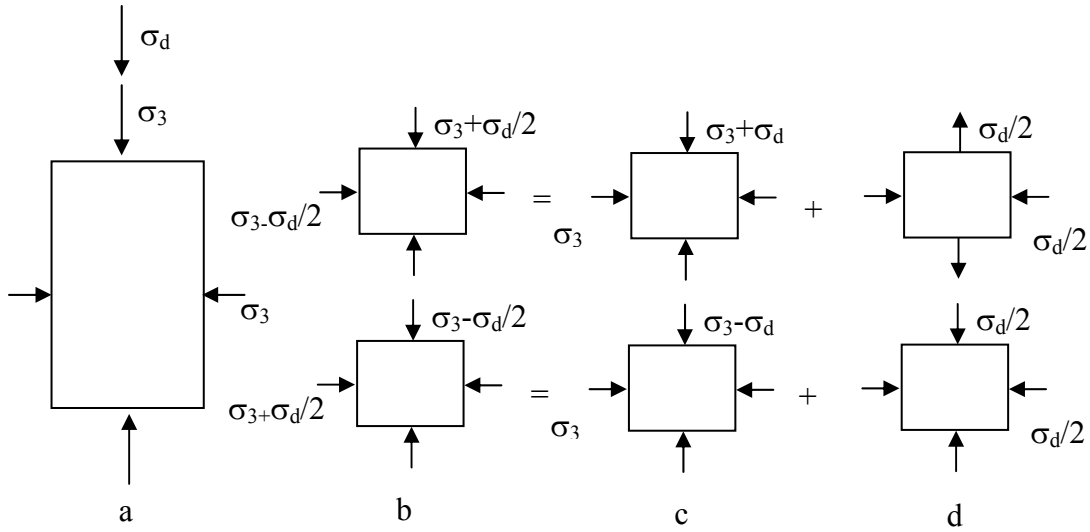 σd
σ3
σ3
a
σ3+σd/2
σ3-σd/2
=
σ3+σd
σ3
+
σd/2
σd/2
σ3-σd/2
σ3+σd/2
=
σ3-σd
σ3
+
σd/2
σd/2
b
c
d